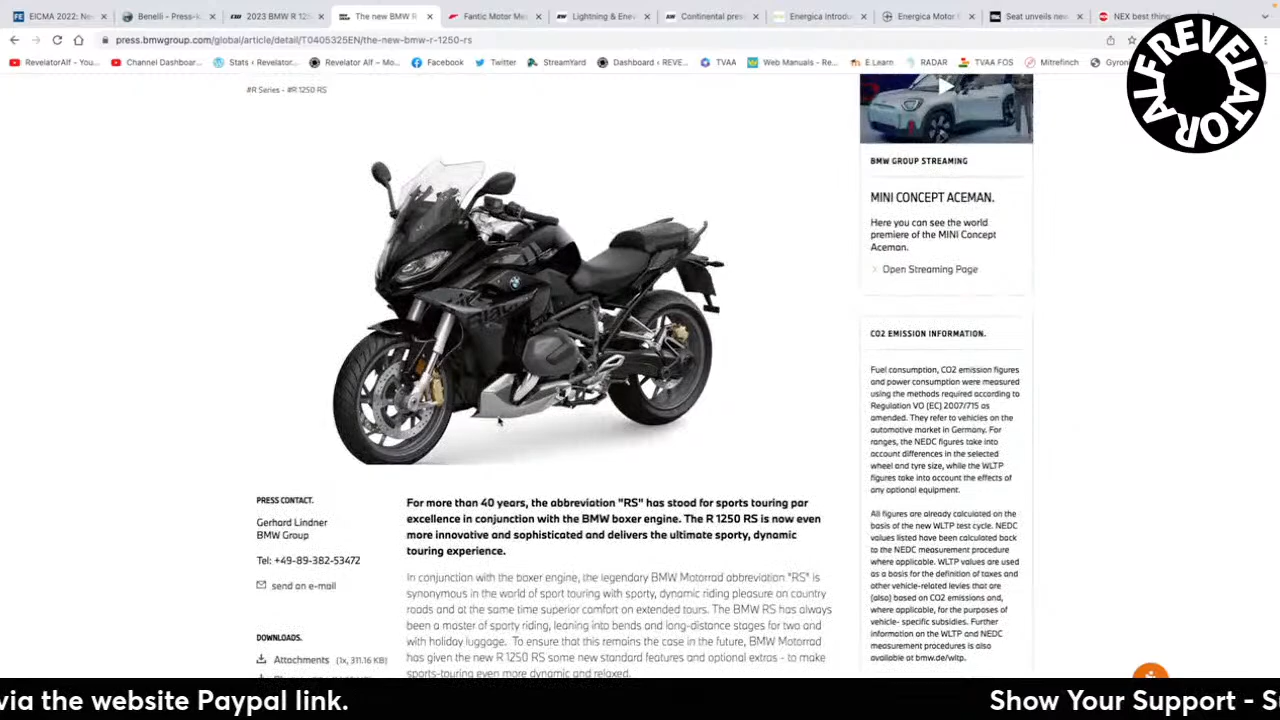 EICMA 2022: Ne
Benelli - Press-k
2023 BMW R 12
The new BMW R
Fantic Motor Me
Lightning & Ene
Continental pres
Energica Introdu
Energica Motor
Seat unveils new
NEX best thing
press.bmwgroup.com/global/article/detail/T0405325EN/the-new-bmw-r-1250-rs
RevelatorAlf - You...
Channel Dashboar...
Stats ‹ Revelator...
Revelator Alf – Mo...
Facebook
Twitter
StreamYard
Dashboard ‹ REVE...
TVAA
Web Manuals - Re...
E.Learn
RADAR
TVAA FOS
Mitrefinch
Gyron
ALFREVELATOR
#R Series - #R 1250 RS
BMW GROUP STREAMING
MINI CONCEPT ACEMAN.
Here you can see the world
premiere of the MINI Concept
Aceman.
Open Streaming Page
CO2 EMISSION INFORMATION.
Fuel consumption, CO2 emission figures
and power consumption were measured
using the methods required according to
Regulation VO (EC) 2007/715 as
amended. They refer to vehicles on the
automotive market in Germany. For
ranges, the NEDC figures take into
account differences in the selected
wheel and tyre size, while the WLTP
figures take into account the effects of
any optional equipment.
All figures are already calculated on the
basis of the new WLTP test cycle. NEDC
values listed have been calculated back
to the NEDC measurement procedure
where applicable. WLTP values are used
as a basis for the definition of taxes and
other vehicle-related levies that are
(also) based on CO2 emissions and,
where applicable, for the purposes of
vehicle- specific subsidies. Further
information on the WLTP and NEDC
measurement procedures is also
available at bmw.de/wltp.
PRESS CONTACT.
Gerhard Lindner
BMW Group
Tel: +49-89-382-53472
send an e-mail
DOWNLOADS.
Attachments (1x, 311.16 KB)
For more than 40 years, the abbreviation "RS" has stood for sports touring par
excellence in conjunction with the BMW boxer engine. The R 1250 RS is now even
more innovative and sophisticated and delivers the ultimate sporty, dynamic
touring experience.
In conjunction with the boxer engine, the legendary BMW Motorrad abbreviation "RS" is
synonymous in the world of sport touring with sporty, dynamic riding pleasure on country
roads and at the same time superior comfort on extended tours. The BMW RS has always
been a master of sporty riding, leaning into bends and long-distance stages for two and
with holiday luggage. To ensure that this remains the case in the future, BMW Motorrad
has given the new R 1250 RS some new standard features and optional extras - to make
sports-touring even more dynamic and relaxed.
via the website Paypal link.
Show Your Support - S